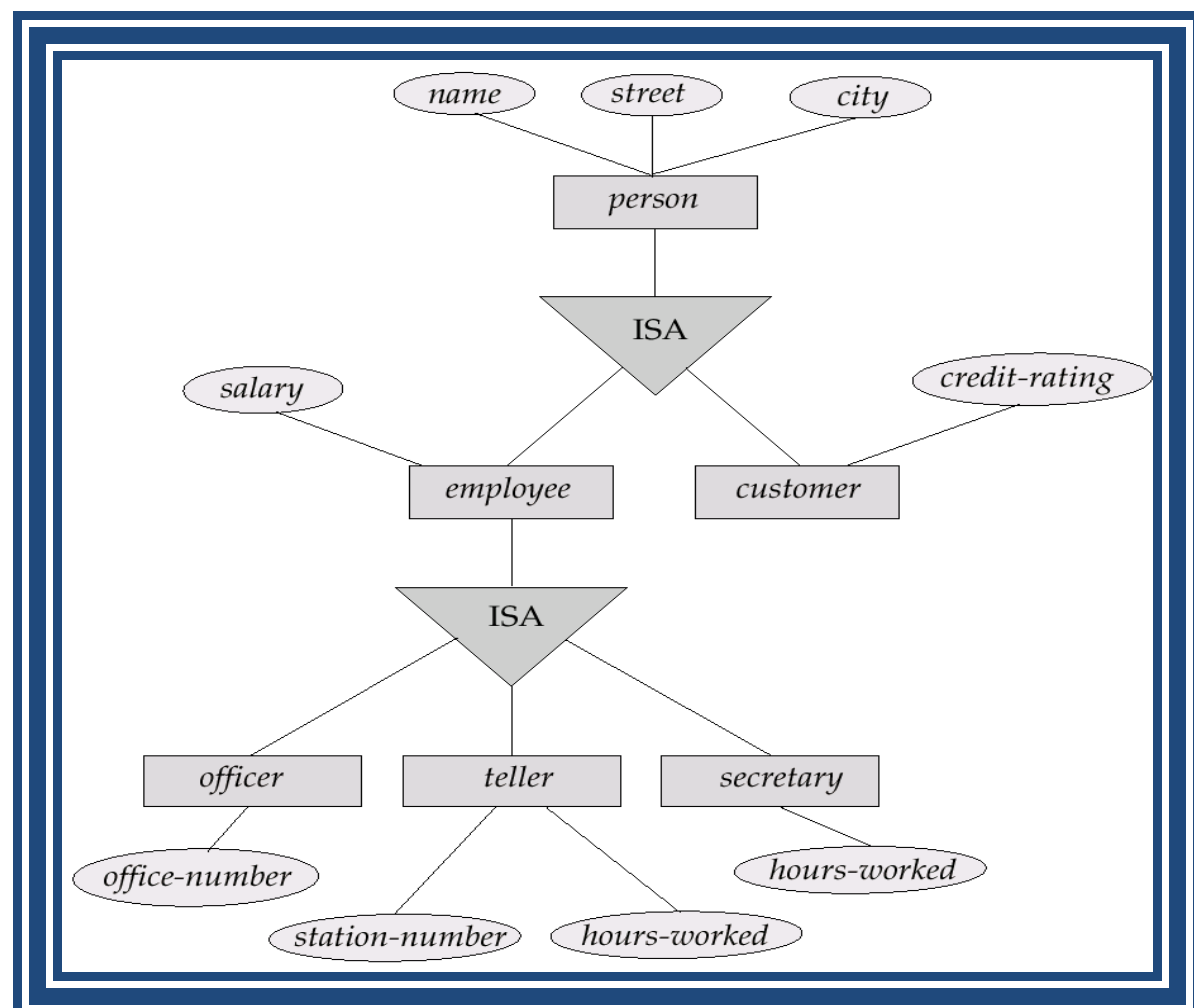 name
street
city
person
ISA
salary
credit-rating
employee
customer
ISA
officer
teller
secretary
office-number
hours-worked
station-number
hours-worked